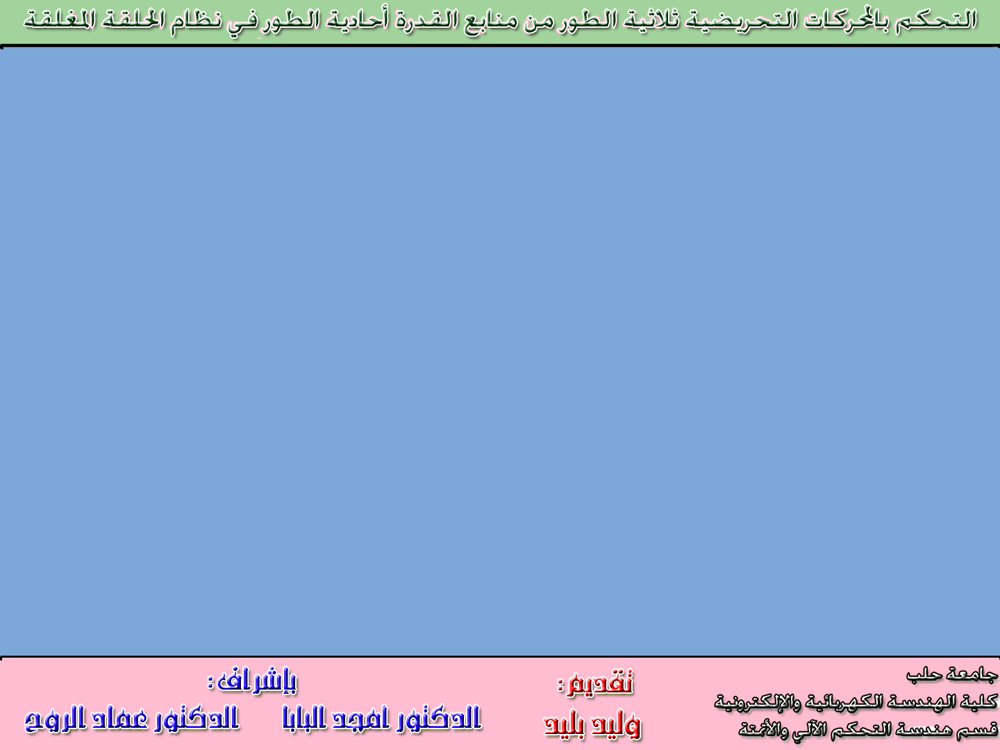 التحكم بالمحركات التحريضية ثلاثية الطور من منابع القدرة أحادية الطور في نظام الحلقة المغلقة
جامعة حلب
كلية الهندسة الكهربائية والإلكترونية
قسم هندسة التحكم الآلي والأتمتة
تقديم :
وليد بليد
بإشراف :
الدكتور أمجد البابا الدكتور عماد الروح